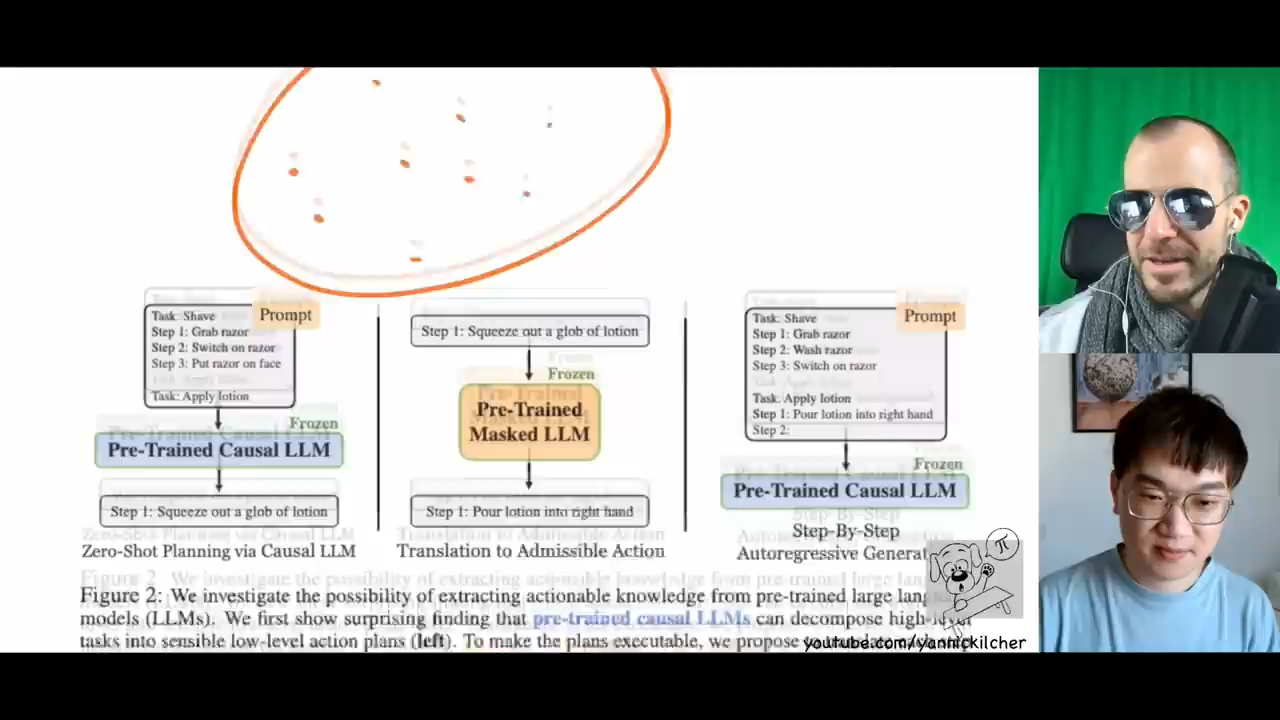 Task: Shave
Prompt
Step 1: Grab razor
Step 2: Switch on razor
Step 3: Put razor on face
Task: Apply lotion
Frozen
Pre-Trained Causal LLM
Step 1: Squeeze out a glob of lotion
Zero-Shot Planning via Causal LLM
Step 1: Squeeze out a glob of lotion
Frozen
Pre-Trained
Masked LLM
Step 1: Pour lotion into right hand
Translation to Admissible Action
Task: Shave
Prompt
Step 1: Grab razor
Step 2: Wash razor
Step 3: Switch on razor
Task: Apply lotion
Step 1: Pour lotion into right hand
Step 2:
Frozen
Pre-Trained Causal LLM
Step-By-Step
Autoregressive Generat
Figure 2: We investigate the possibility of extracting actionable knowledge from pre-trained large
models (LLMs). We first show surprising finding that pre-trained causal LLMs can decompose high-level
tasks into sensible low-level action plans (left). To make the plans executable, we propose
π
youtube.com/yannickilcher